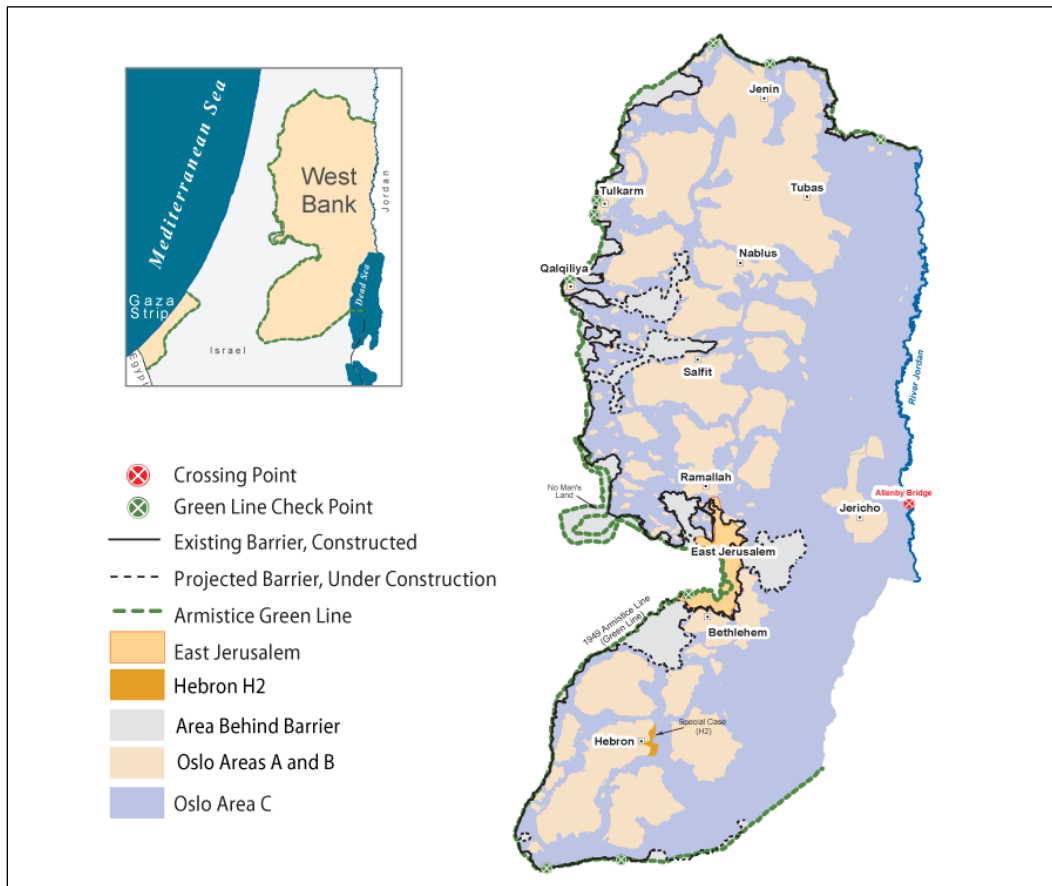 Mediterranean Sea
West
Bank
Jordan
Dead Sea
Gaza
Strip
Israel
Egypt
Crossing Point
Green Line Check Point
Existing Barrier, Constructed
Projected Barrier, Under Construction
Armistice Green Line
East Jerusalem
Hebron H2
Area Behind Barrier
Oslo Areas A and B
Oslo Area C
Jenin
Tulkarm
Tubas
Nablus
Qalqiliya
Salfit
River Jordan
Ramallah
No Man's
Land
Allenby Bridge
Jericho
East Jerusalem
1949 Armistice Line
(Green Line)
Bethlehem
Special Case
(H2)
Hebron